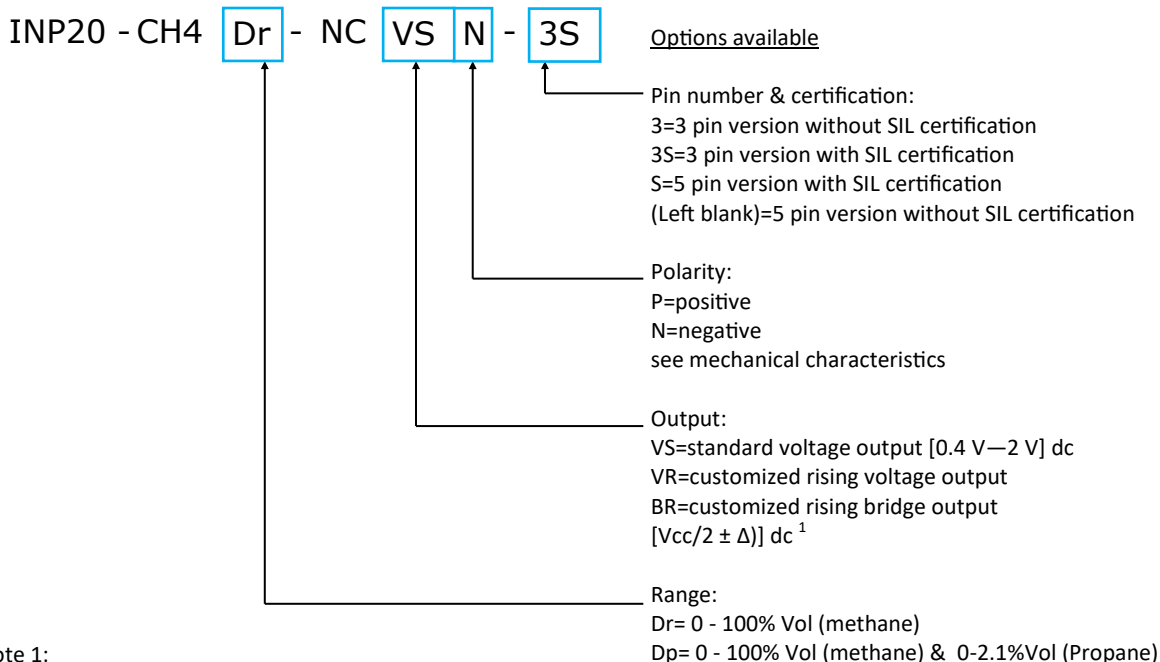 INP20 - CH4 Dr - NC VS N - 3S
Options available
Pin number & certification:
3=3 pin version without SIL certification
3S=3 pin version with SIL certification
S=5 pin version with SIL certification
(Left blank)=5 pin version without SIL certification
Polarity:
P=positive
N=negative
see mechanical characteristics
Output:
VS=standard voltage output [0.4 V—2 V] dc
VR=customized rising voltage output
BR=customized rising bridge output
[Vcc/2 ± Δ)] dc 1
Range:
Dr= 0 - 100% Vol (methane)
Dp= 0 - 100% Vol (methane) & 0-2.1%Vol (Propane)
ote 1: